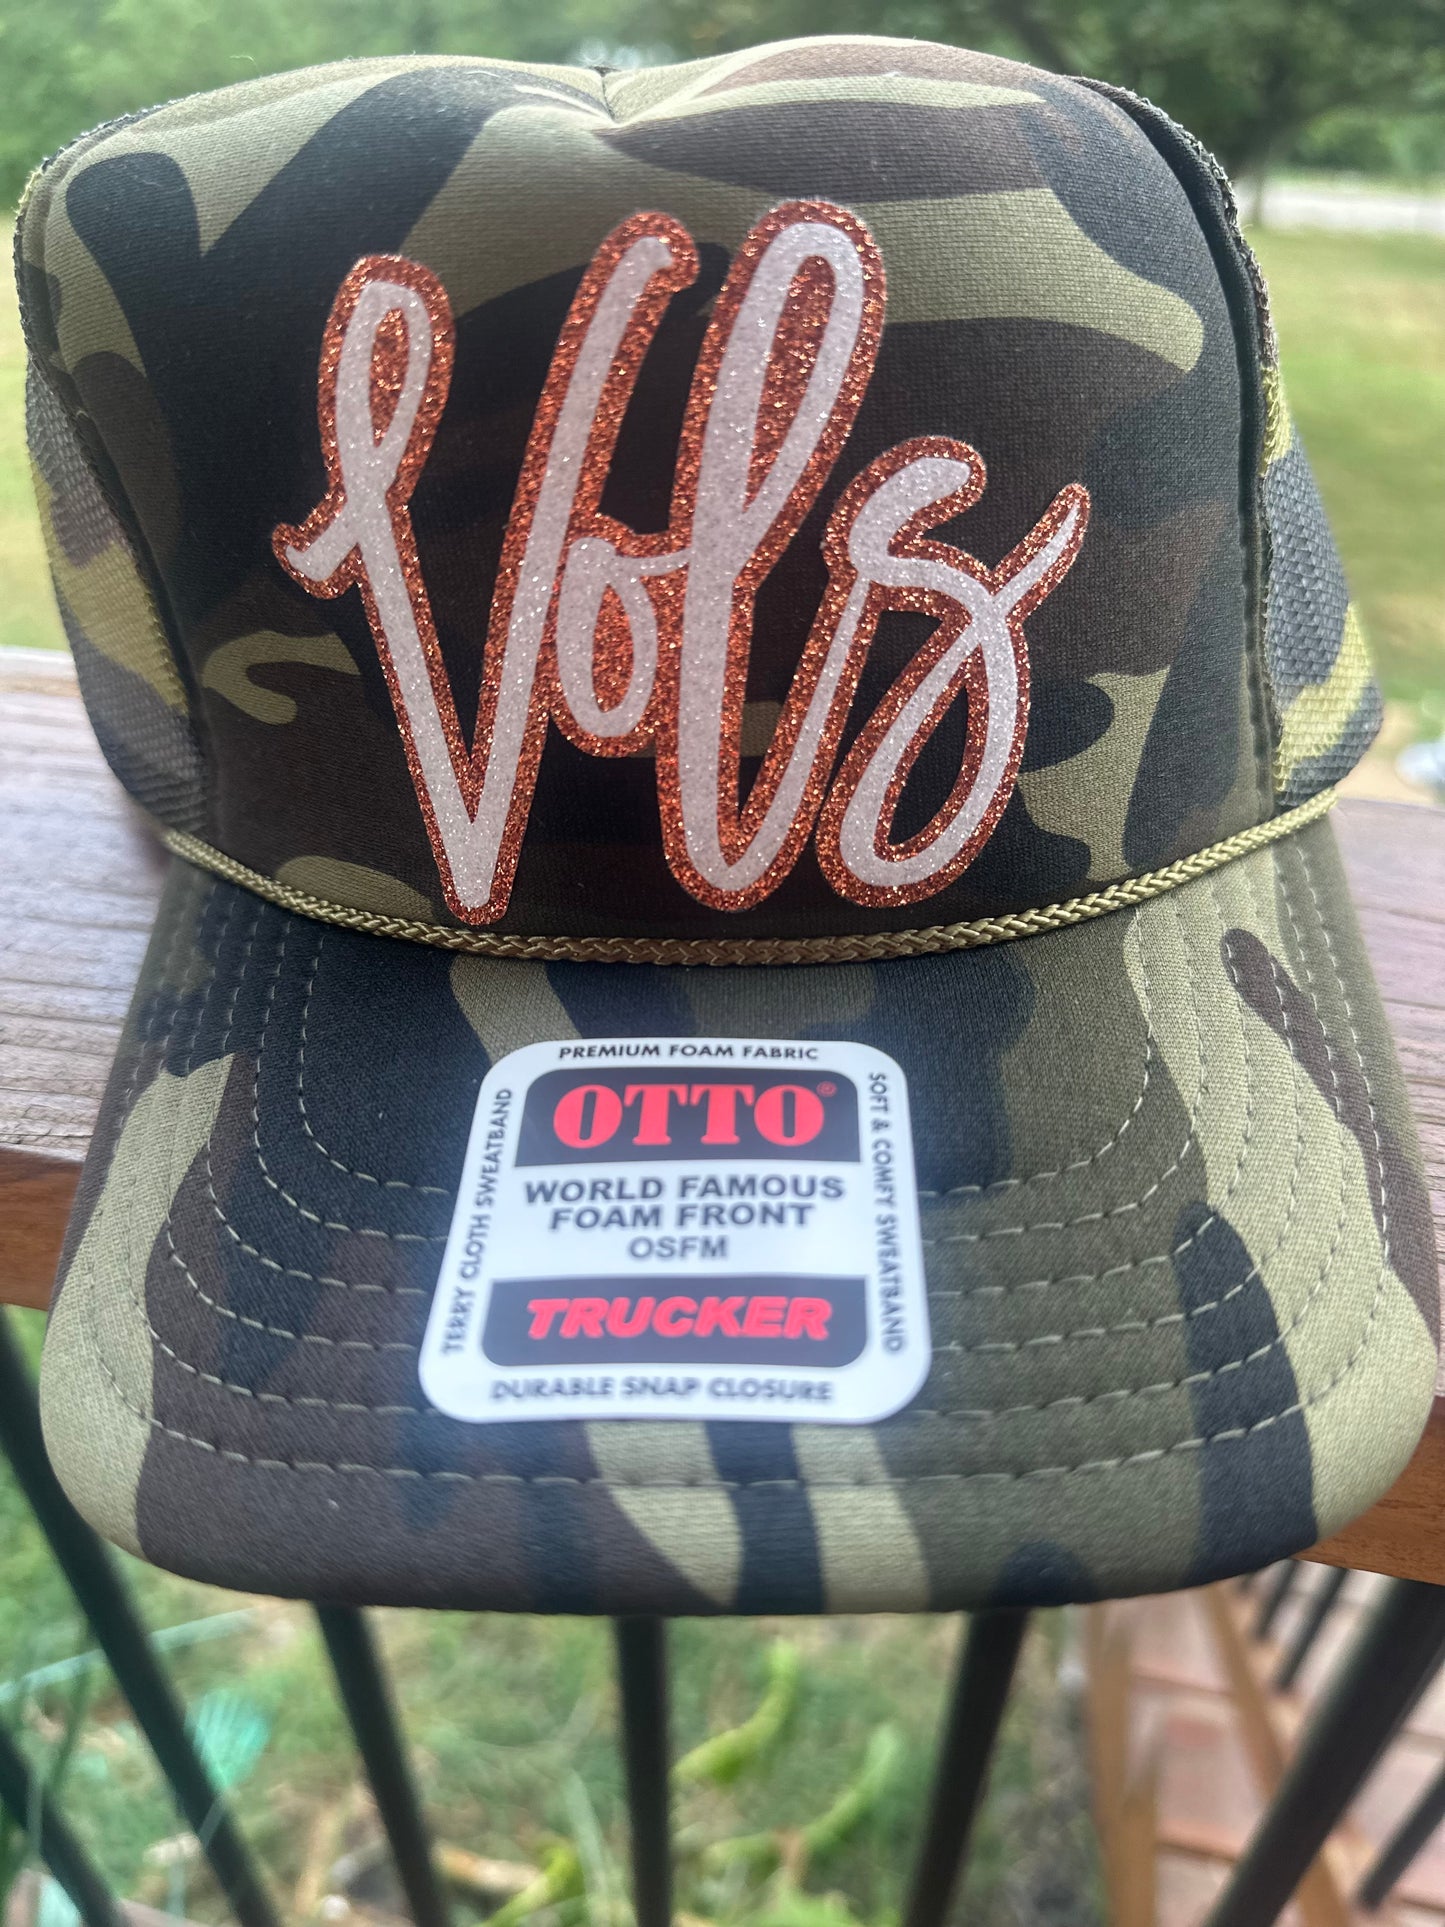 Vols
PREMIUM FOAM FABRIC
OTTO®
WORLD FAMOUS
FOAM FRONT
OSFM
TRUCKER
DURABLE SNAP CLOSURE
TERRY CLOTH SWEATBAND
SOFT & COMFY SWEATBAND